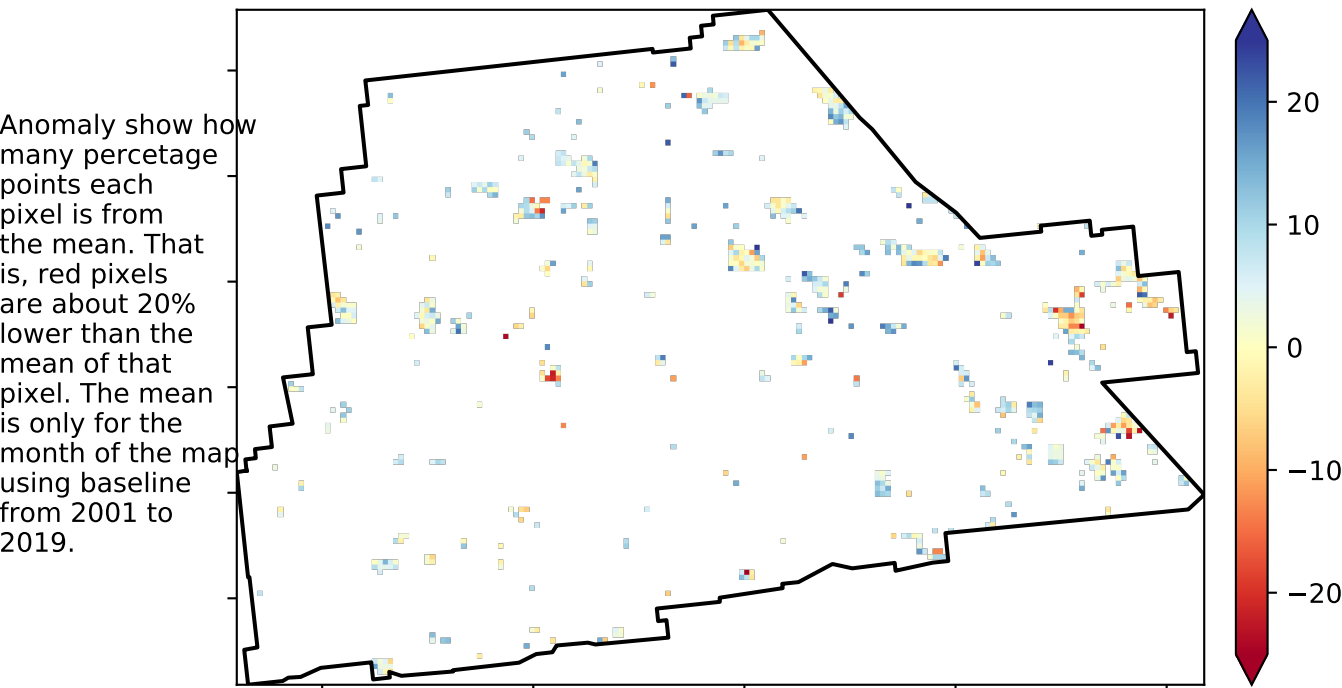 Anomaly show how
many percetage
points each
pixel is from
the mean. That
is, red pixels
are about 20%
lower than the
mean of that
pixel. The mean
is only for the
month of the map
using baseline
from 2001 to
2019.
20
10
0
−10
−20